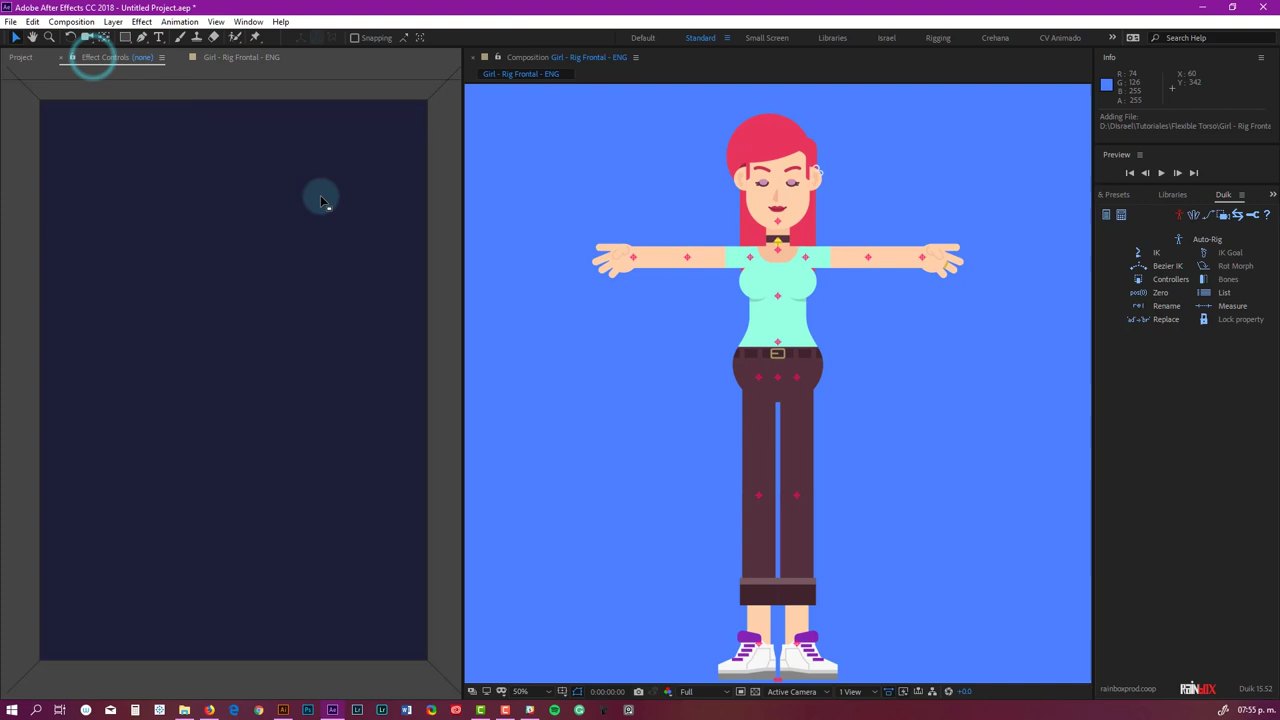 Adobe After Effects CC 2018 - Untitled Project.aep *
File Edit Composition Layer Effect Animation View Window Help
Snapping
Default Standard Small Screen Libraries Israel Rigging Crehana CV Animado
Search Help
Project Effect Controls (none) Girl - Rig Frontal - ENG
Composition Girl - Rig Frontal - ENG
Girl - Rig Frontal - ENG
Info
R : 74
G : 126
B : 255
A : 255
X : 60
Y : 342
Adding File:
D:\DIsrael\Tutoriales\Flexible Torso\Girl - Rig Fronta
Preview
& Presets Libraries Duik
Auto-Rig
IK IK Goal
Bezier IK Rot Morph
Controllers Bones
Zero List
Rename Measure
Replace Lock property
50% 0:00:00:00 Full Active Camera 1 View +0.0
rainboxprod.coop RAINBOX Duik 15.52
07:55 p. m.